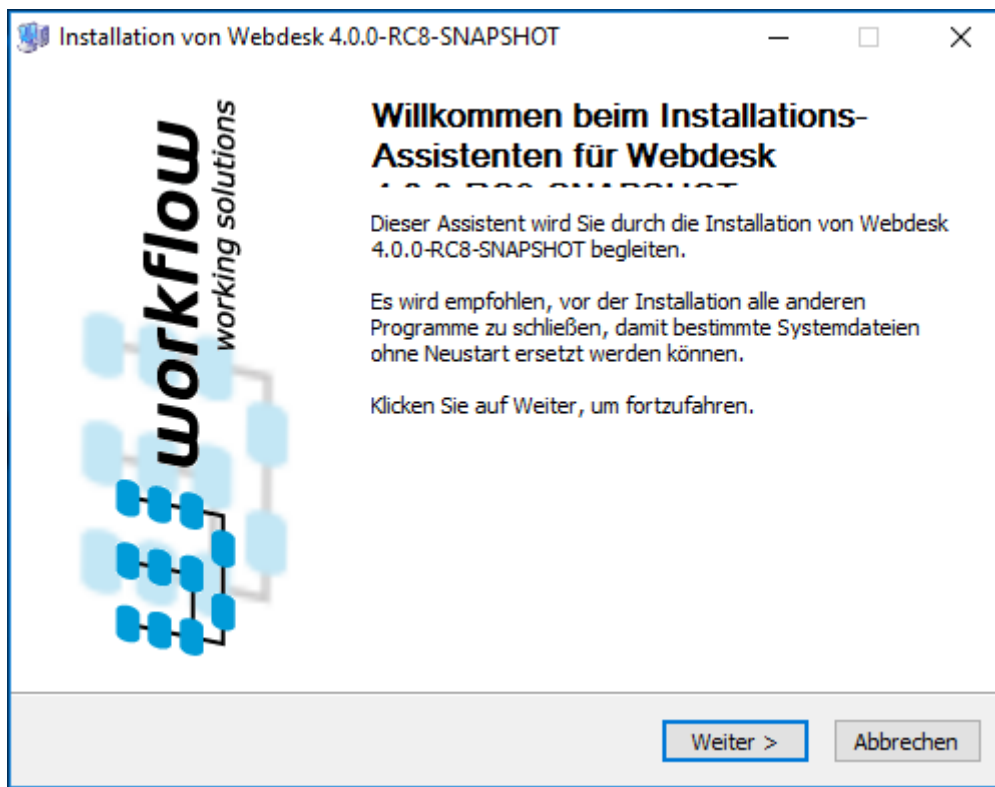 Installation von Webdesk 4.0.0-RC8-SNAPSHOT
workflow
working solutions
Willkommen beim Installations-
Assistenten für Webdesk
Dieser Assistent wird Sie durch die Installation von Webdesk
4.0.0-RC8-SNAPSHOT begleiten.
Es wird empfohlen, vor der Installation alle anderen
Programme zu schließen, damit bestimmte Systemdateien
ohne Neustart ersetzt werden können.
Klicken Sie auf Weiter, um fortzufahren.
Weiter >
Abbrechen